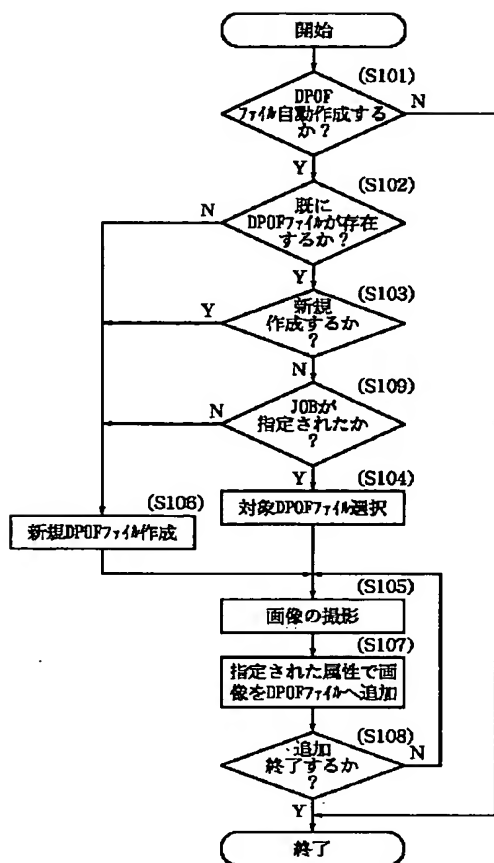 開始
(S101)
DPOF
ファイル自動作成する
か?
N
Y
(S102)
既に
DPOFファイルが存在
するか?
N
Y
(S103)
新規
作成するか
?
Y
N
(S109)
JOBが
指定されたか
?
N
Y
(S104)
対象DPOFファイル選択
(S106)
新規DPOFファイル作成
(S105)
画像の撮影
(S107)
指定された属性で画
像をDPOFファイルへ追加
(S108)
追加
終了するか
?
N
Y
終了